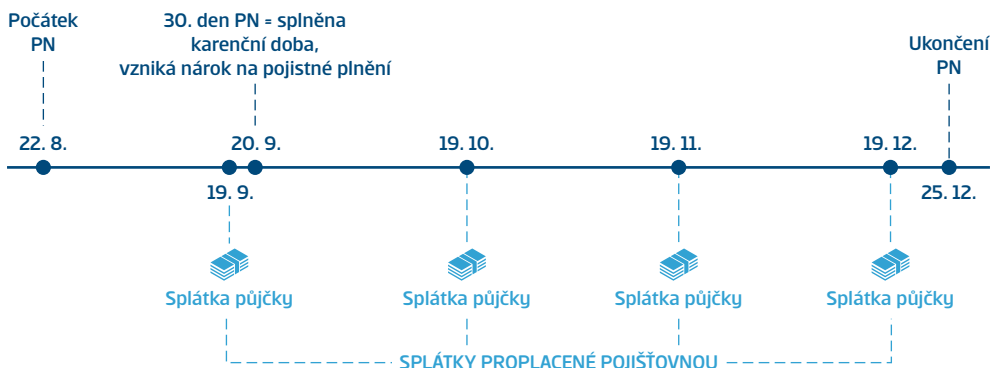 Počátek
PN
30. den PN = splněna
karenční doba,
vzniká nárok na pojistné plnění
Ukončení
PN
22. 8.
20. 9.
19. 10.
19. 11.
19. 12.
19. 9.
25. 12.
Splátka půjčky
Splátka půjčky
Splátka půjčky
Splátka půjčky
SPLÁTKY PROPLACENÉ POJIŠŤOVNOU